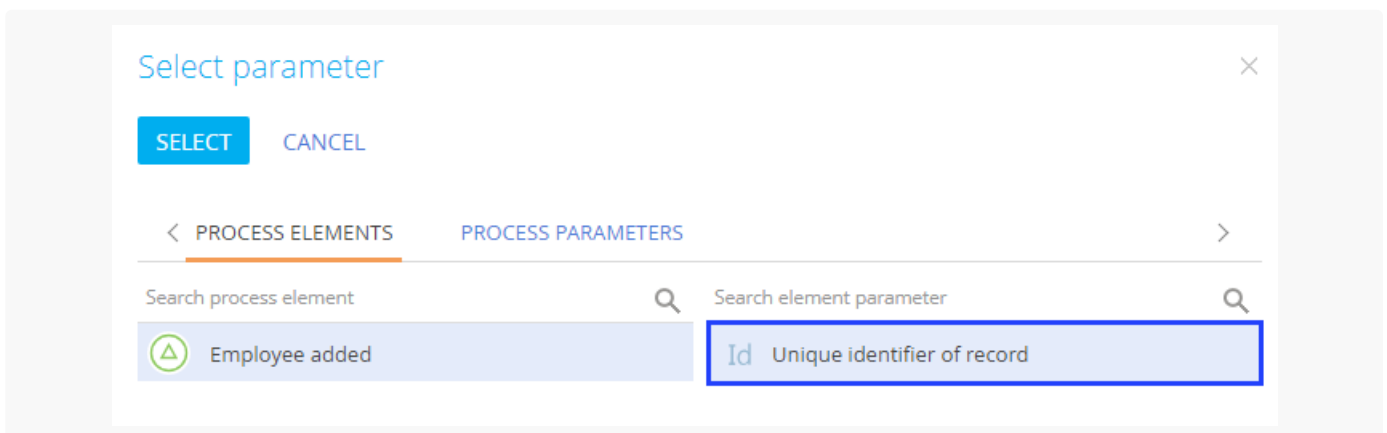 Select parameter
SELECT CANCEL
PROCESS ELEMENTS PROCESS PARAMETERS
Search process element Search element parameter
Employee added Id Unique identifier of record